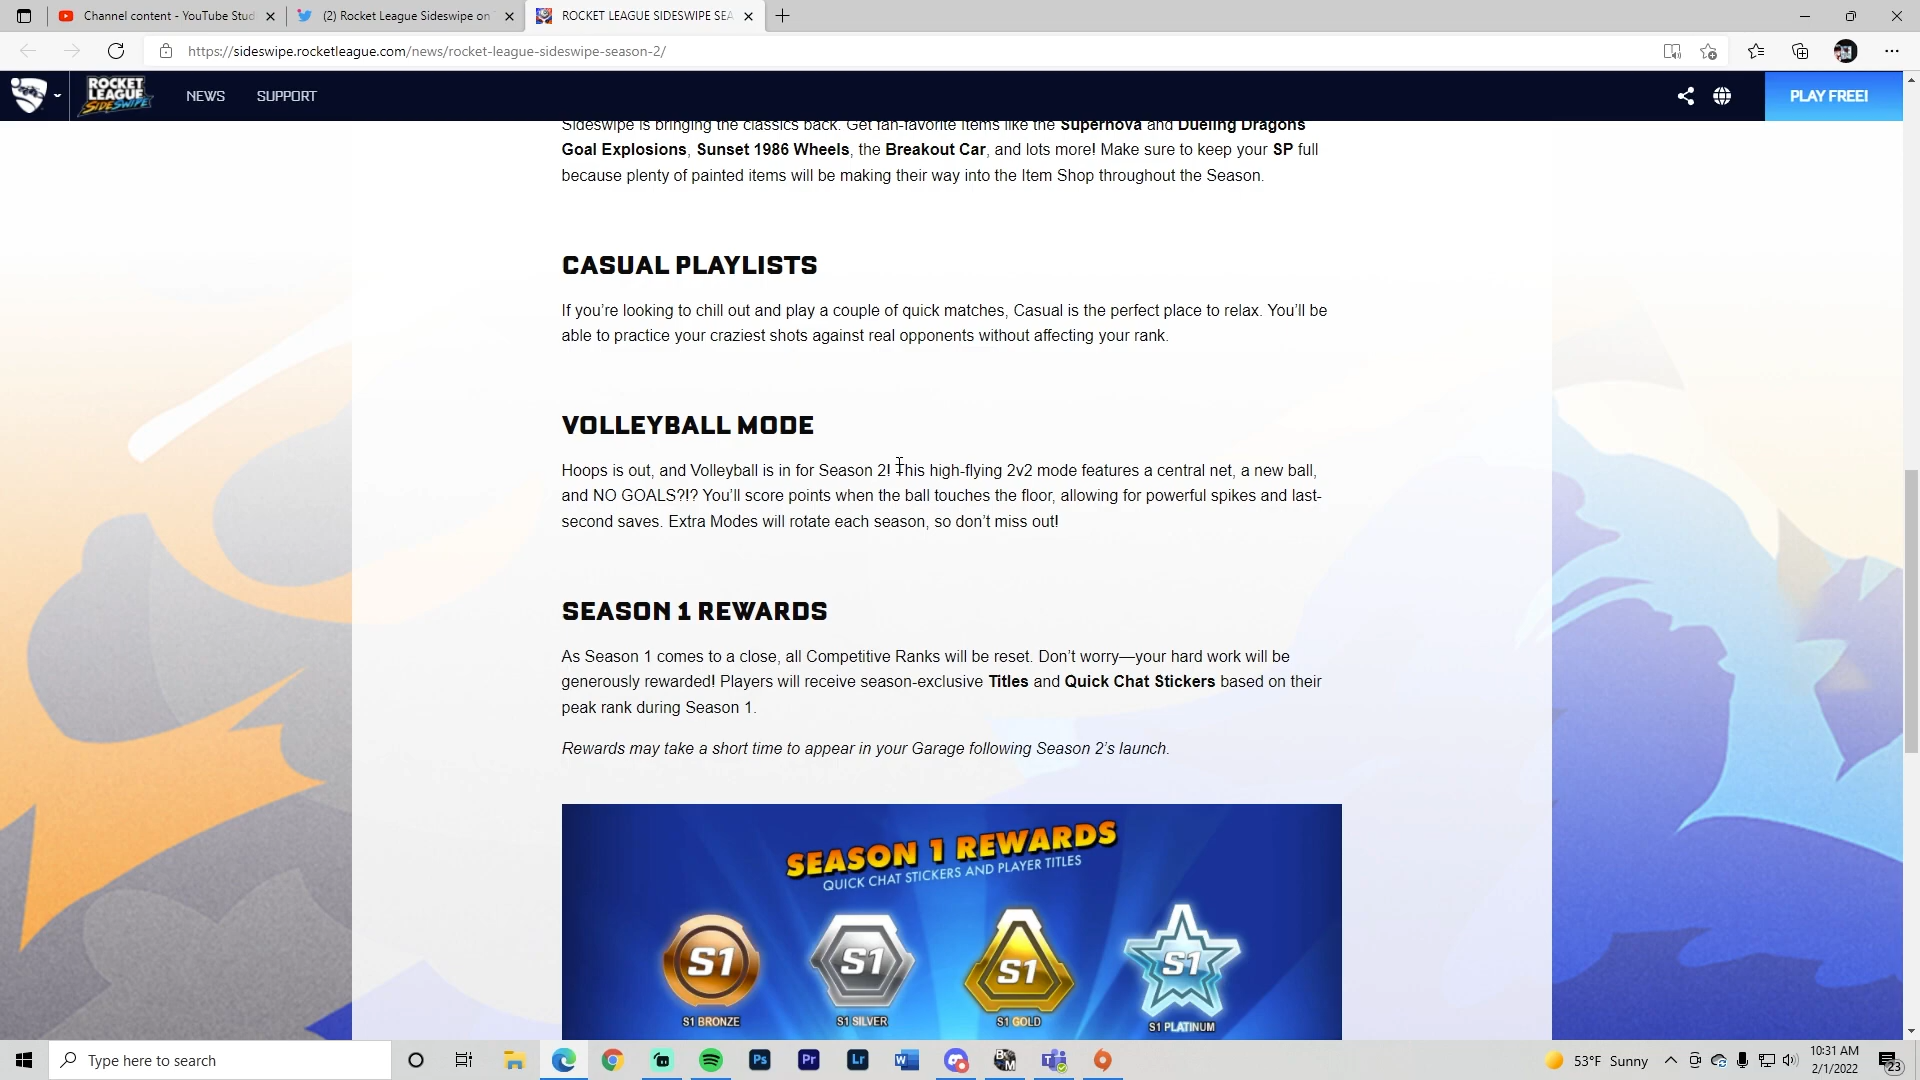 Channel content - YouTube Stud
(2) Rocket League Sideswipe on
ROCKET LEAGUE SIDESWIPE SEA
https://sideswipe.rocketleague.com/news/rocket-league-sideswipe-season-2/
ROCKET LEAGUE SIDESWIPE
NEWS
SUPPORT
PLAY FREE!
Sideswipe is bringing the classics back. Get fan-favorite items like the Supernova and Dueling Dragons
Goal Explosions, Sunset 1986 Wheels, the Breakout Car, and lots more! Make sure to keep your SP full
because plenty of painted items will be making their way into the Item Shop throughout the Season.
CASUAL PLAYLISTS
If you’re looking to chill out and play a couple of quick matches, Casual is the perfect place to relax. You’ll be
able to practice your craziest shots against real opponents without affecting your rank.
VOLLEYBALL MODE
Hoops is out, and Volleyball is in for Season 2! This high-flying 2v2 mode features a central net, a new ball,
and NO GOALS?!? You’ll score points when the ball touches the floor, allowing for powerful spikes and last-
second saves. Extra Modes will rotate each season, so don’t miss out!
SEASON 1 REWARDS
As Season 1 comes to a close, all Competitive Ranks will be reset. Don’t worry—your hard work will be
generously rewarded! Players will receive season-exclusive Titles and Quick Chat Stickers based on their
peak rank during Season 1.
Rewards may take a short time to appear in your Garage following Season 2’s launch.
SEASON 1 REWARDS
QUICK CHAT STICKERS AND PLAYER TITLES
S1 S1 S1 S1
S1 BRONZE S1 SILVER S1 GOLD S1 PLATINUM
Type here to search
Ps Pr Lr W
53°F Sunny
10:31 AM
2/1/2022
23